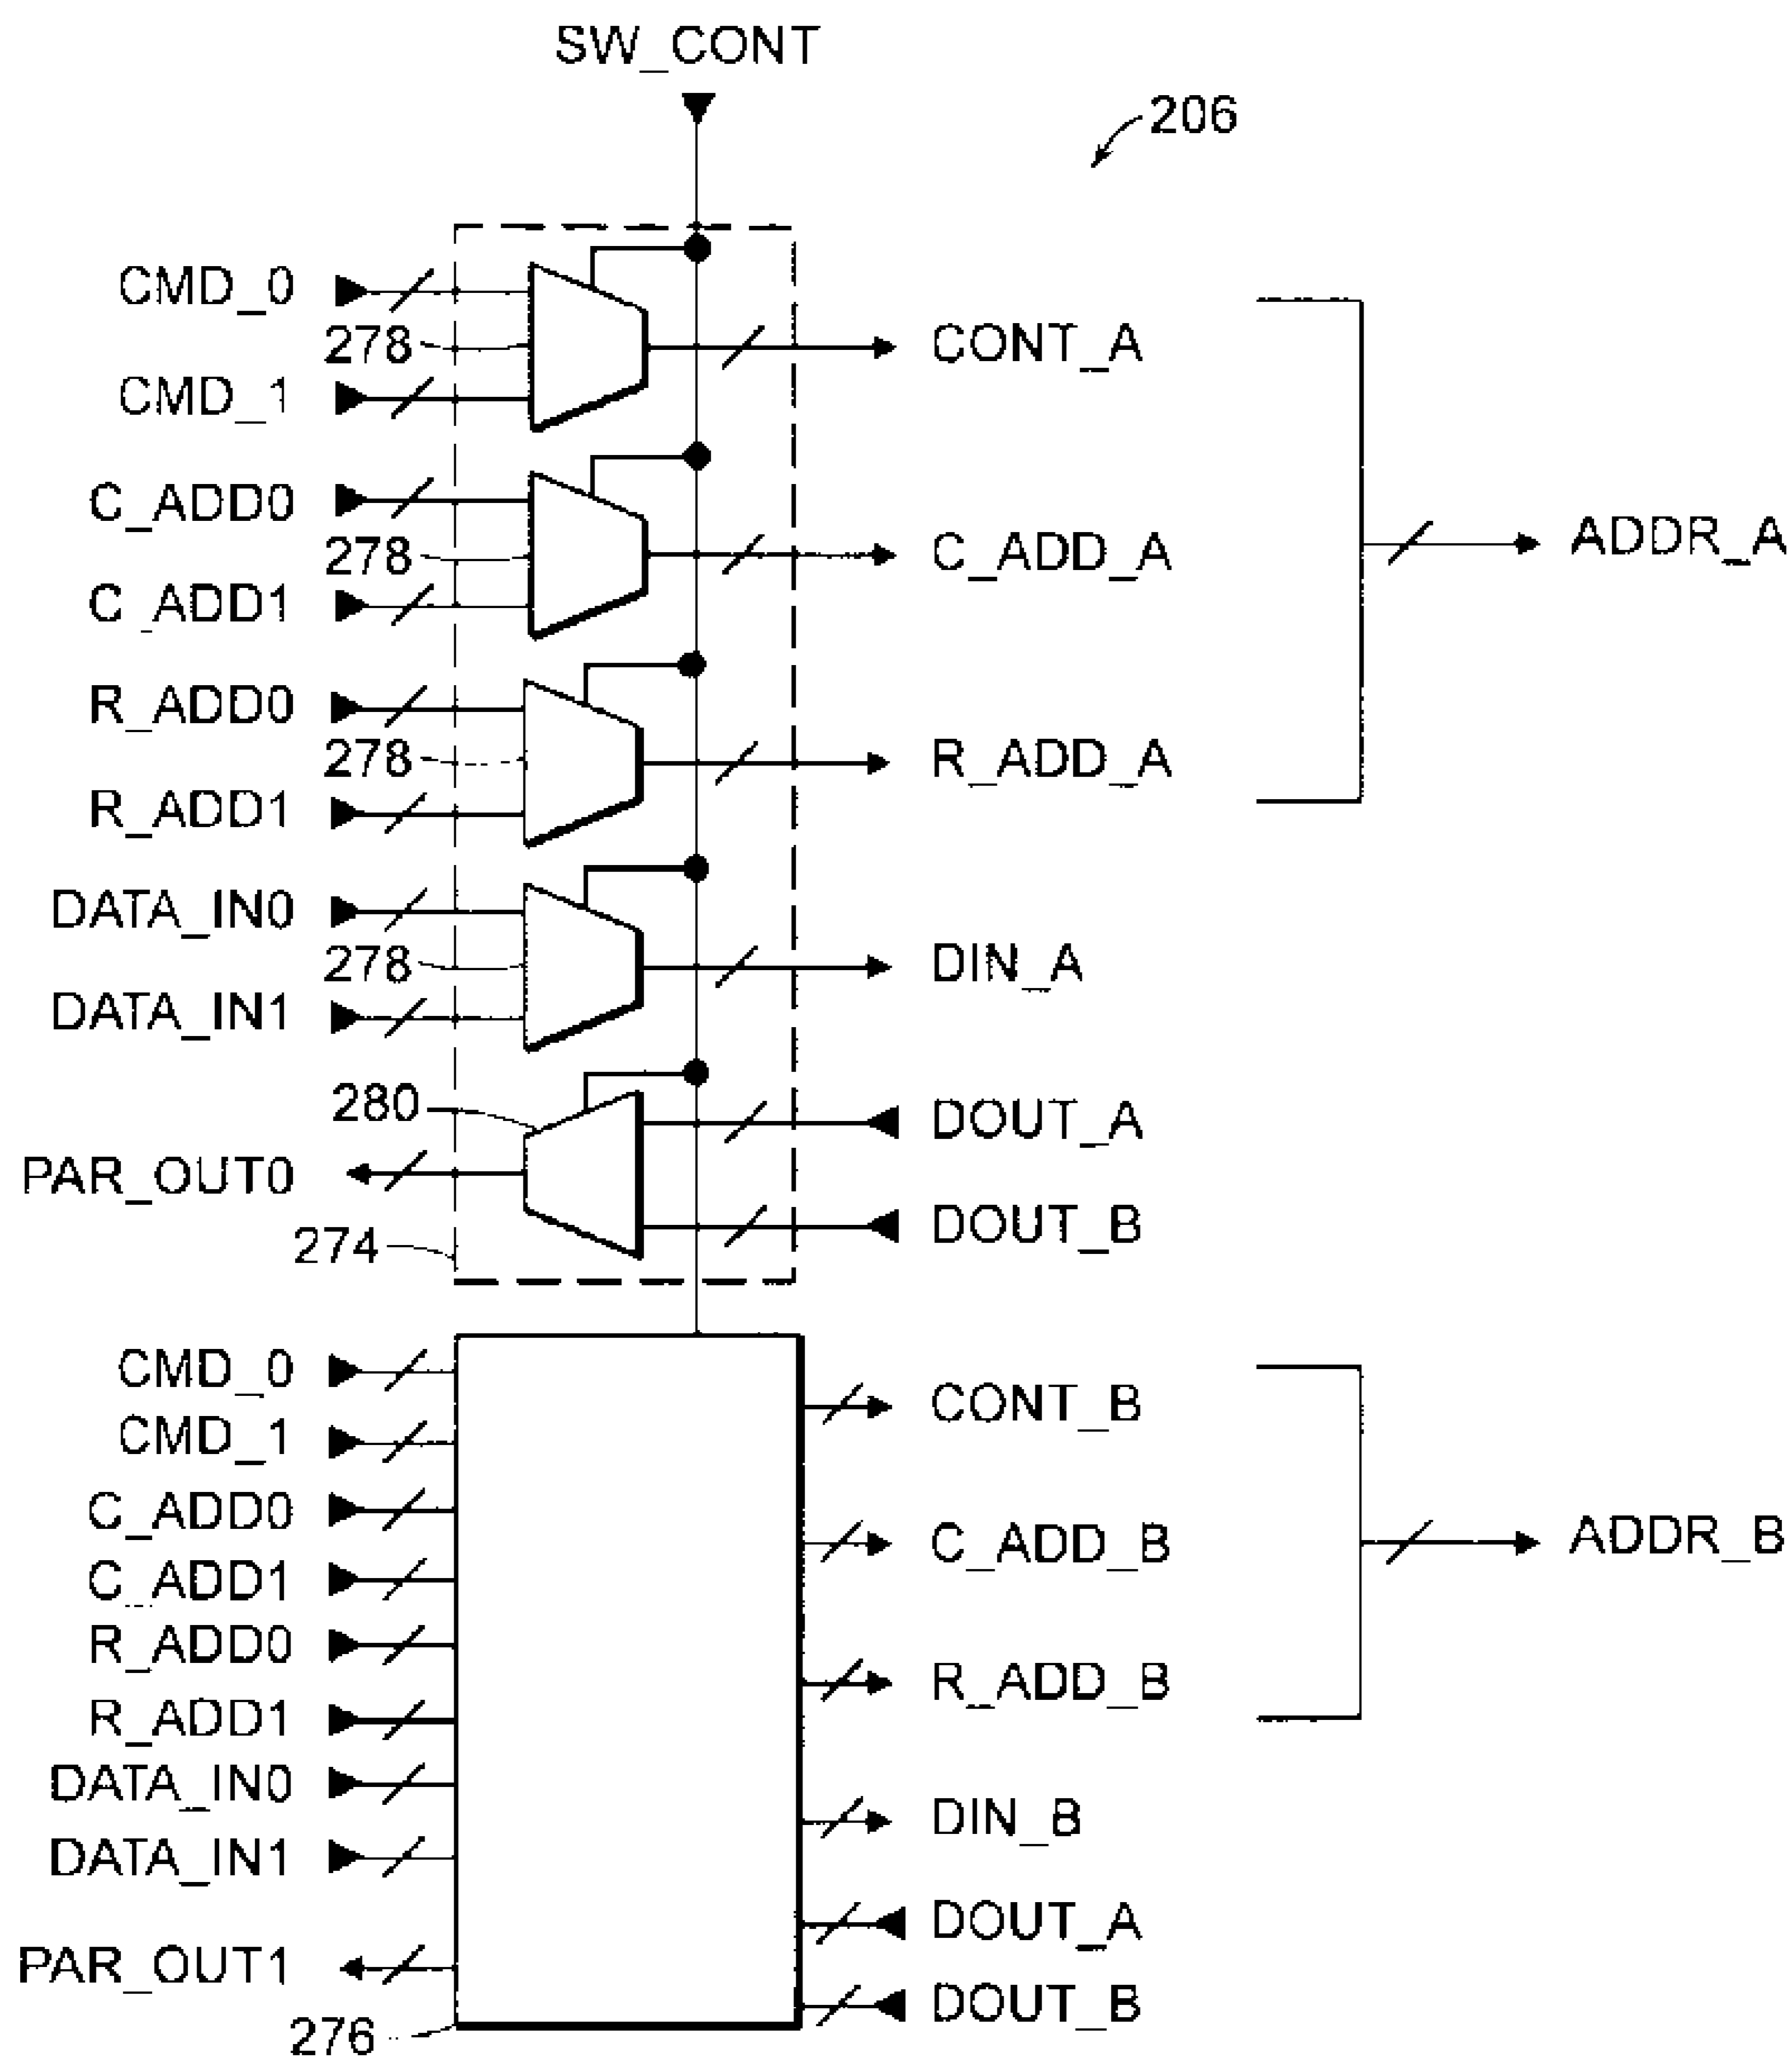 SW_CONT
206
CMD_0
278
CONT_A
CMD_1
C_ADD0
278
C_ADD_A
ADDR_A
C_ADD1
R_ADD0
278
R_ADD_A
R_ADD1
DATA_IN0
278
DIN_A
DATA_IN1
280
DOUT_A
PAR_OUT0
DOUT_B
274
CMD_0
CONT_B
CMD_1
C_ADD0
C_ADD_B
ADDR_B
C_ADD1
R_ADD0
R_ADD_B
R_ADD1
DATA_IN0
DIN_B
DATA_IN1
DOUT_A
PAR_OUT1
DOUT_B
276